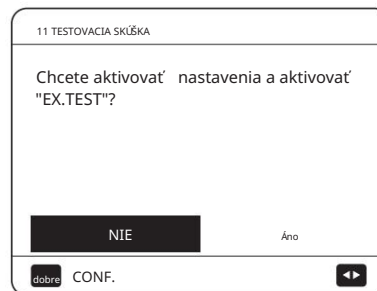 11 TESTOVACIA SKÚŠKA
Chcete aktivovať nastavenia a aktivovať
"EX.TEST"?
NIE Áno
dobre CONF.